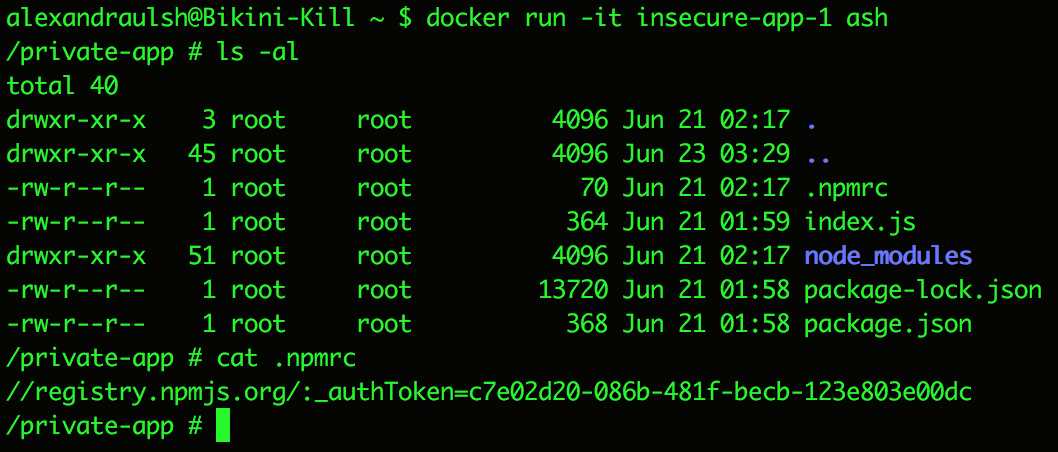 alexandraulsh@Bikini-Kill ~ $ docker run -it insecure-app-1 ash
/private-app # ls -al
total 40
drwxr-xr-x    3 root     root          4096 Jun 21 02:17 .
drwxr-xr-x   45 root     root          4096 Jun 23 03:29 ..
-rw-r--r--    1 root     root            70 Jun 21 02:17 .npmrc
-rw-r--r--    1 root     root           364 Jun 21 01:59 index.js
drwxr-xr-x   51 root     root          4096 Jun 21 02:17 node_modules
-rw-r--r--    1 root     root         13720 Jun 21 01:58 package-lock.json
-rw-r--r--    1 root     root           368 Jun 21 01:58 package.json
/private-app # cat .npmrc
//registry.npmjs.org/:_authToken=c7e02d20-086b-481f-becb-123e803e00dc
/private-app #